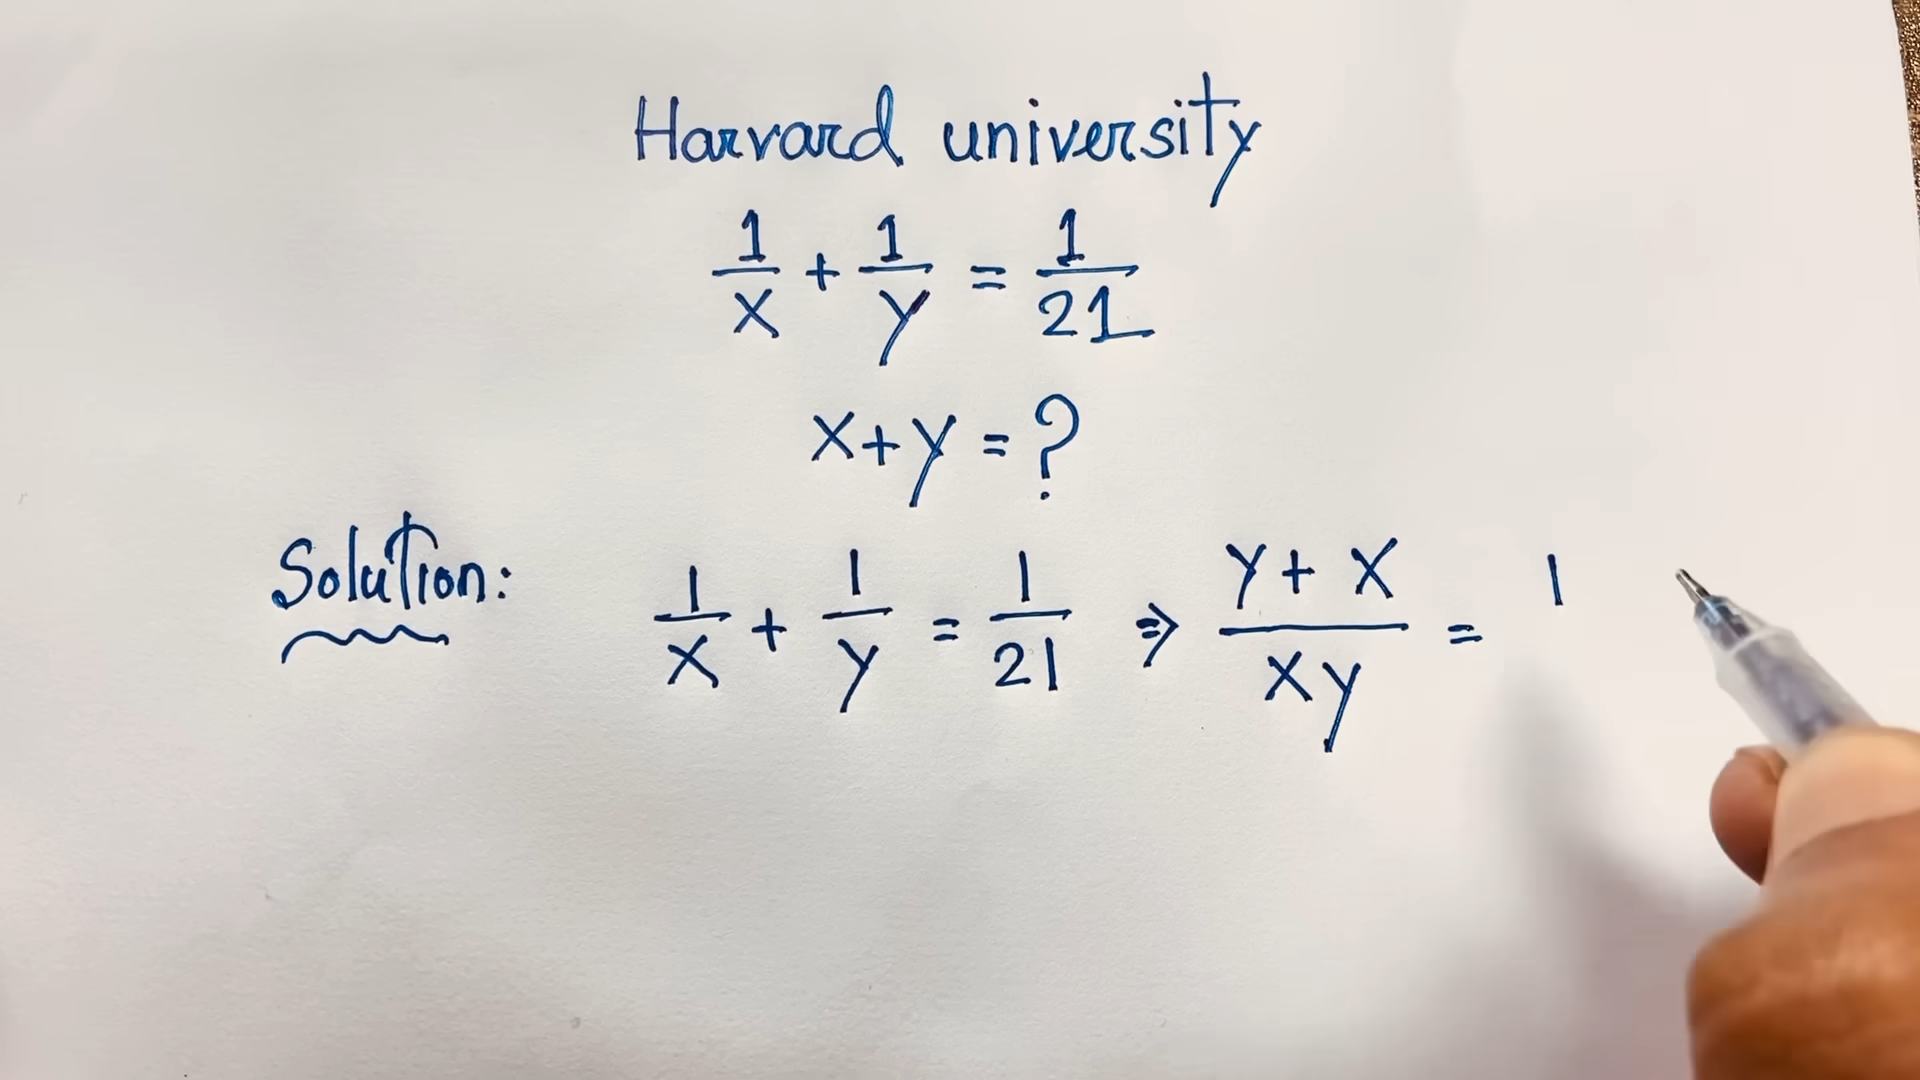 Harvard university
1/x + 1/y = 1/21
x+y = ?
Solution: 1/x + 1/y = 1/21 ⇒ y+x/xy = 1